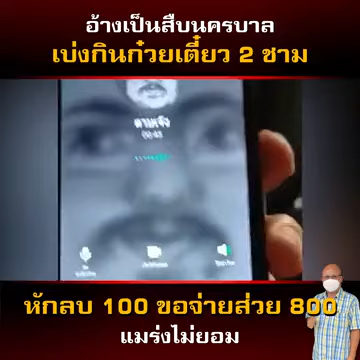 อ้างเป็นสืบนครบาล
เบ่งกินก๋วยเตี๋ยว 2 ชาม
หักลบ 100 ขอจ่ายส่วย 800
แมร่งไม่ยอม